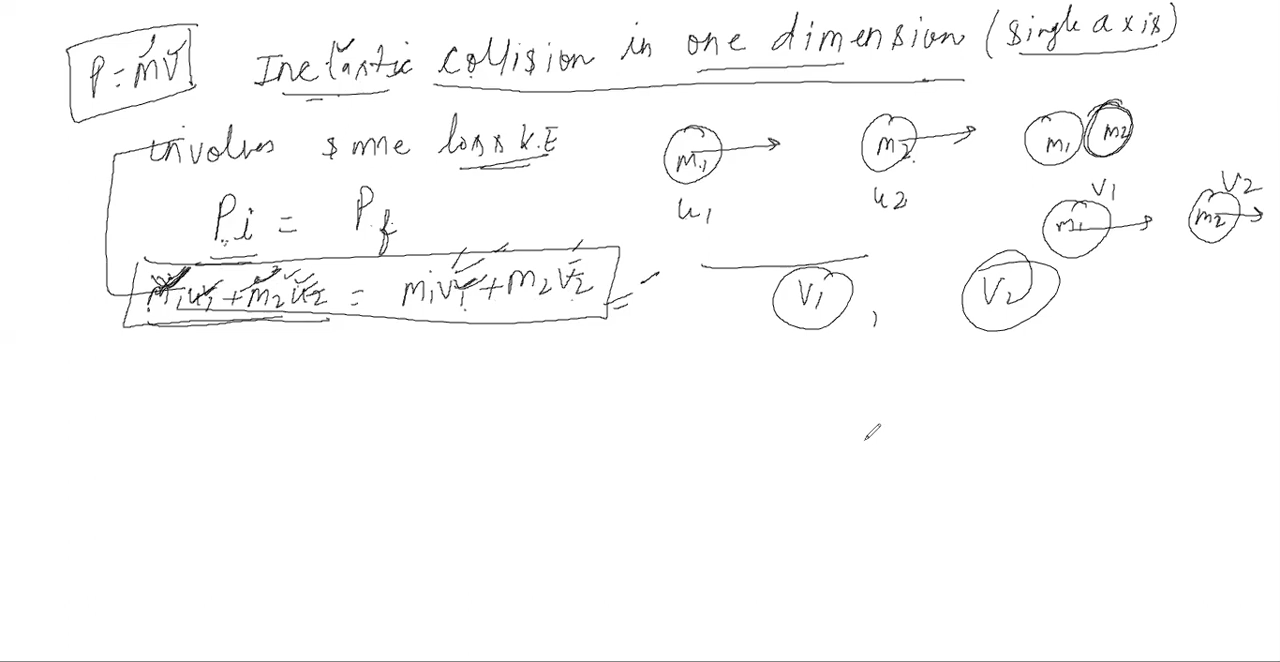 P = mv
Inelastic collision in one dimension (single axis)
involves some loss K.E
m1 m2 m1 m2
u1 u2
Pi = Pf
V1 V2
m1 m2
m1u1 + m2u2 = m1v1 + m2v2
V1 , V2